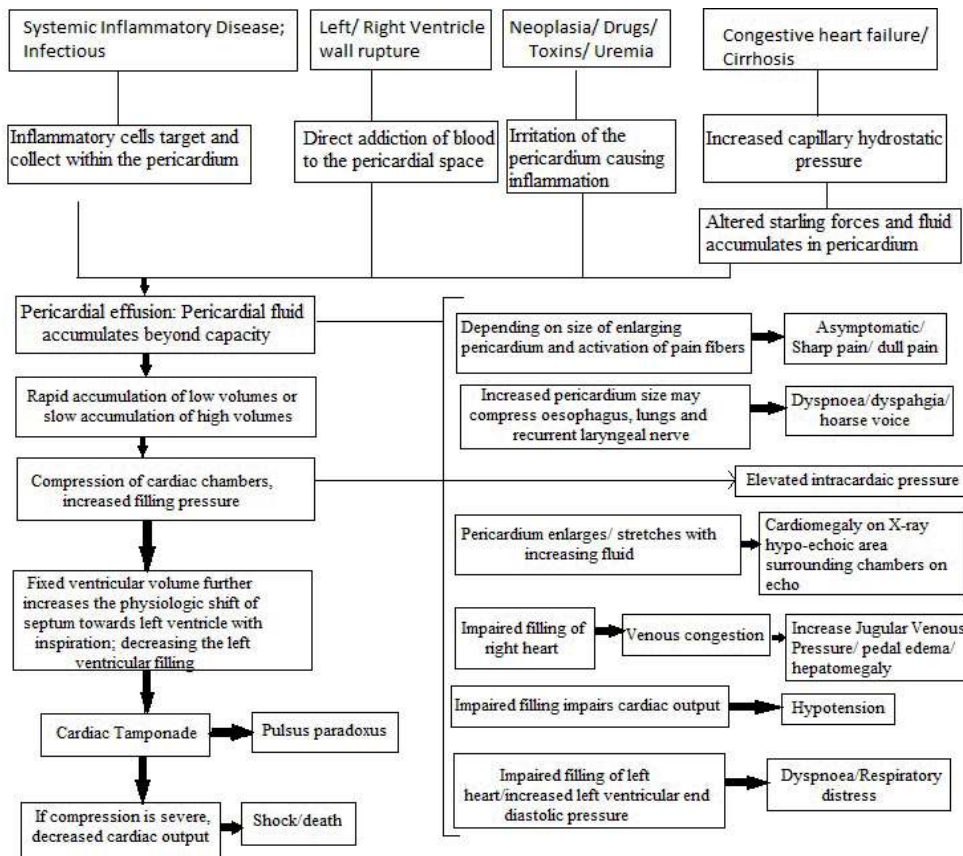 Systemic Inflammatory Disease;
Infectious
Left/ Right Ventricle
wall rupture
Neoplasia/ Drugs/
Toxins/ Uremia
Congestive heart failure/
Cirrhosis
Inflammatory cells target and
collect within the pericardium
Direct addiction of blood
to the pericardial space
Irritation of the
pericardium causing
inflammation
Increased capillary hydrostatic
pressure
Altered starling forces and fluid
accumulates in pericardium
Pericardial effusion: Pericardial fluid
accumulates beyond capacity
Rapid accumulation of low volumes or
slow accumulation of high volumes
Compression of cardiac chambers,
increased filling pressure
Fixed ventricular volume further
increases the physiologic shift of
septum towards left ventricle with
inspiration; decreasing the left
ventricular filling
Cardiac Tamponade
Pulsus paradoxus
If compression is severe,
decreased cardiac output
Shock/death
Depending on size of enlarging
pericardium and activation of pain fibers
Asymptomatic/
Sharp pain/ dull pain
Increased pericardium size may
compress oesophagus, lungs and
recurrent laryngeal nerve
Dyspnoea/dyspahgia/
hoarse voice
Elevated intracardaic pressure
Pericardium enlarges/ stretches with
increasing fluid
Cardiomegaly on X-ray
hypo-echoic area
surrounding chambers on
echo
Impaired filling of
right heart
Venous congestion
Increase Jugular Venous
Pressure/ pedal edema/
hepatomegaly
Impaired filling impairs cardiac output
Hypotension
Impaired filling of left
heart/increased left ventricular end
diastolic pressure
Dyspnoea/Respiratory
distress